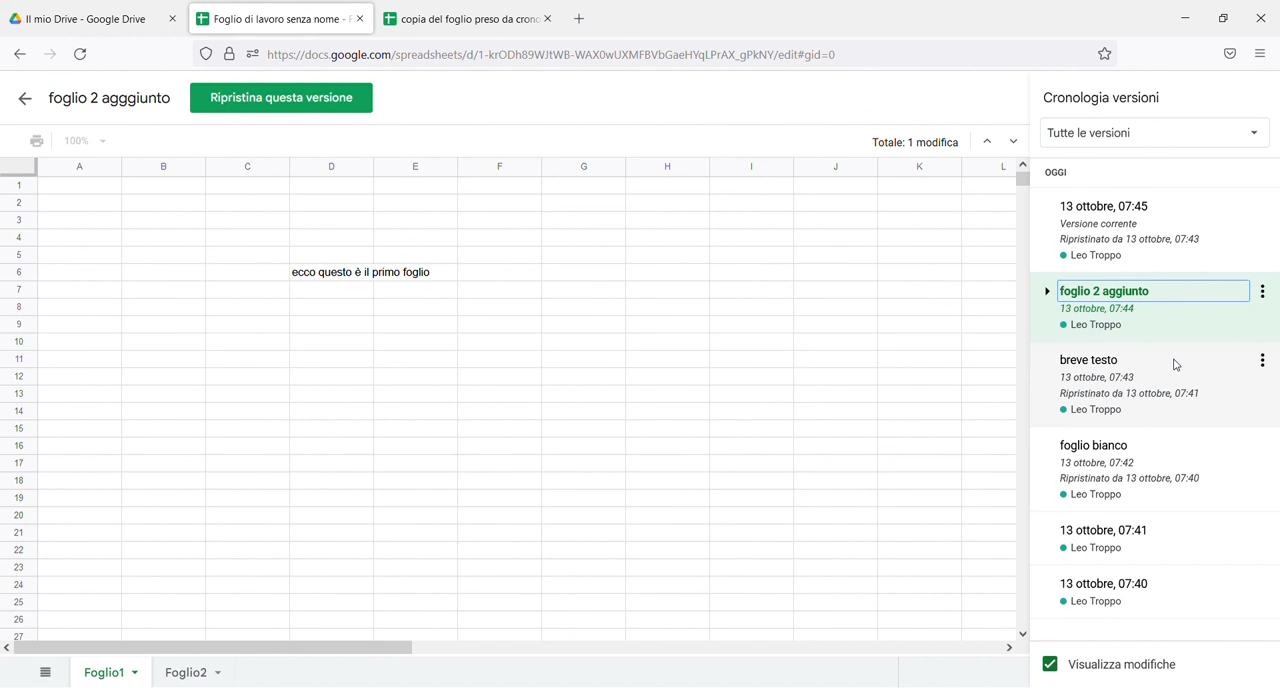 Il mio Drive - Google Drive
Foglio di lavoro senza nome - F
copia del foglio preso da crono
https://docs.google.com/spreadsheets/d/1-krODh89WJtWB-WAX0wUXMFBVbGaeHYqLPrAX_gPkNY/edit#gid=0
foglio 2 agggiunto
Ripristina questa versione
Cronologia versioni
100%
Totale: 1 modifica
Tutte le versioni
A B C D E F G H I J K L
OGGI
1
2
3
4
5
6 ecco questo è il primo foglio
7
8
9
10
11
12
13
14
15
16
17
18
19
20
21
22
23
24
25
26
27
13 ottobre, 07:45
Versione corrente
Ripristinato da 13 ottobre, 07:43
Leo Troppo
foglio 2 aggiunto
13 ottobre, 07:44
Leo Troppo
breve testo
13 ottobre, 07:43
Ripristinato da 13 ottobre, 07:41
Leo Troppo
foglio bianco
13 ottobre, 07:42
Ripristinato da 13 ottobre, 07:40
Leo Troppo
13 ottobre, 07:41
Leo Troppo
13 ottobre, 07:40
Leo Troppo
Foglio1
Foglio2
Visualizza modifiche